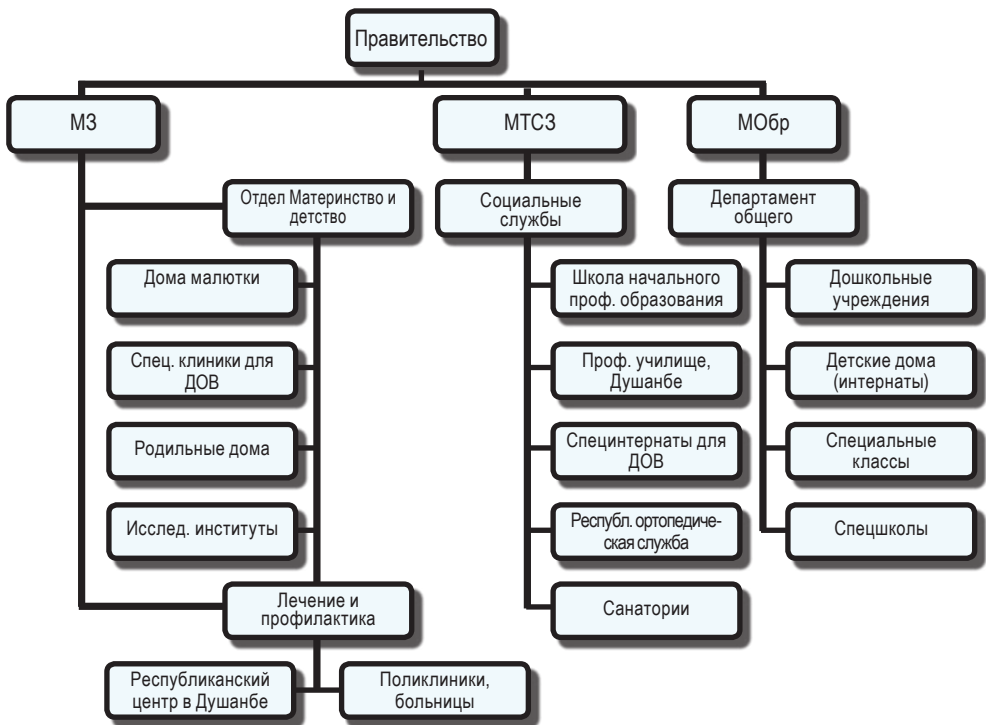 Правительство
МЗ
МТСЗ
МОбр
Отдел Материнство и
детство
Социальные
службы
Департамент
общего
Дома малютки
Школа начального
проф. образования
Дошкольные
учреждения
Спец. клиники для
ДОВ
Проф. училище,
Душанбе
Детские дома
(интернаты)
Родильные дома
Специнтернаты для
ДОВ
Специальные
классы
Исслед. институты
Республ. ортопедиче-
ская служба
Спецшколы
Лечение и
профилактика
Санатории
Республиканский
центр в Душанбе
Поликлиники,
больницы